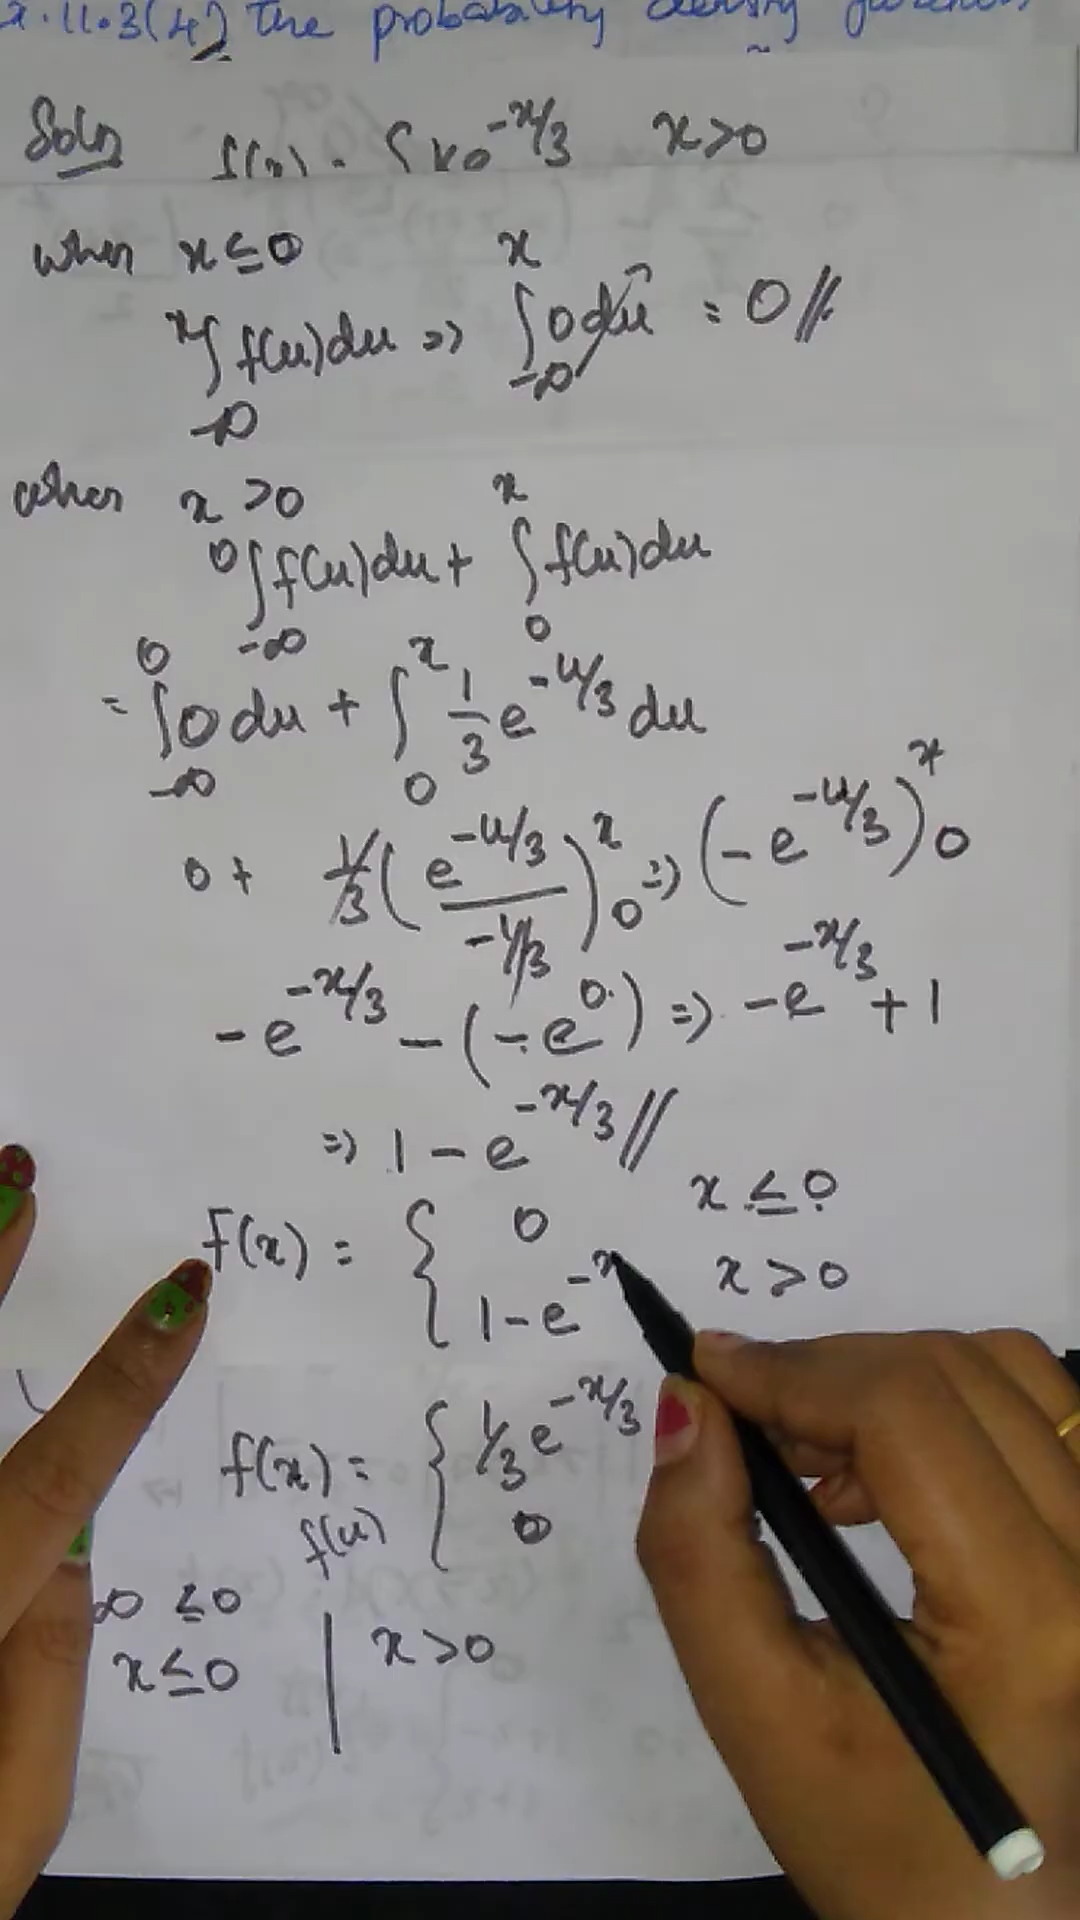 x.11.3(4) The probability density function
Soln f(x) = { ke^{-x/3} x>0
when x≤0
∫_{-∞}^{x} f(u)du ⇒ ∫_{-∞}^{x} 0 du = 0 //
when x>0
∫_{-∞}^{0} f(u)du + ∫_{0}^{x} f(u)du
= ∫_{-∞}^{0} 0 du + ∫_{0}^{x} 1/3 e^{-u/3} du
0 + 1/3 (e^{-u/3} / -1/3)_{0}^{x} ⇒ (-e^{-u/3})_{0}^{x}
-e^{-x/3} - (-e^{0}) ⇒ -e^{-x/3} + 1
⇒ 1 - e^{-x/3} //
F(x) = { 0 x≤0
1-e^{-x x>0
f(x) = { 1/3 e^{-x/3}
f(u) 0
∞ ≤0
x≤0 | x>0